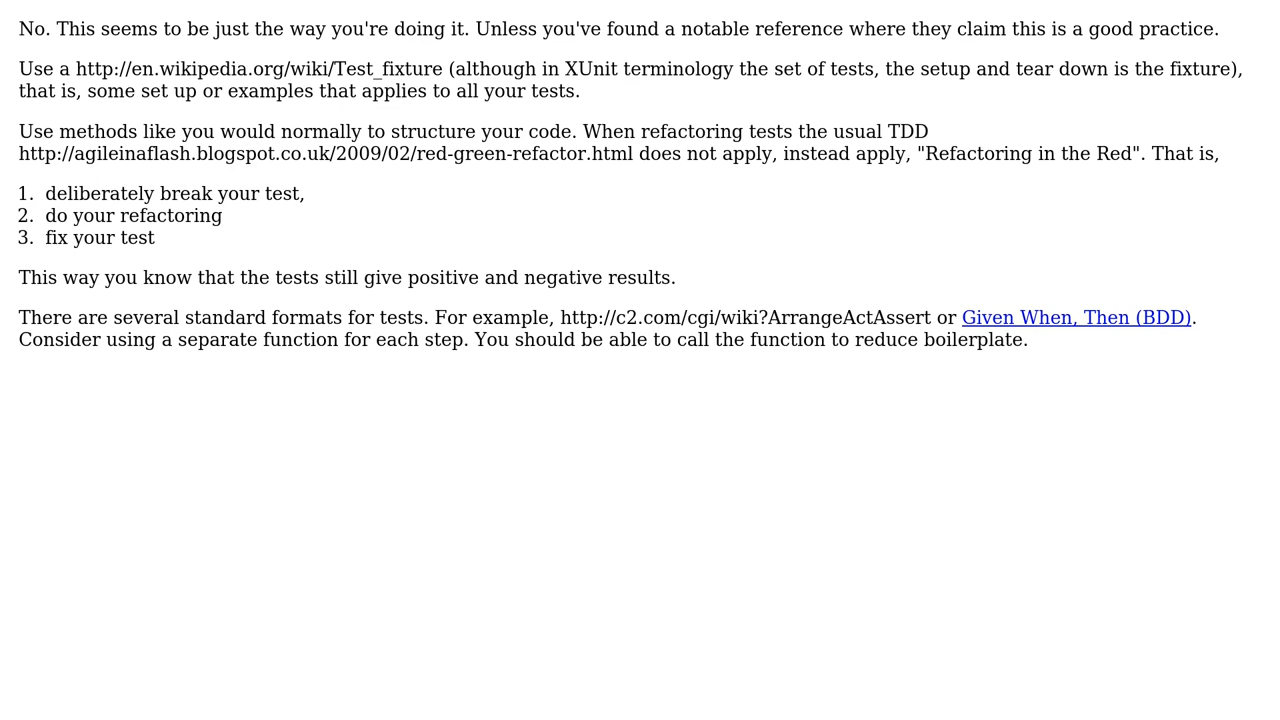 No. This seems to be just the way you're doing it. Unless you've found a notable reference where they claim this is a good practice.
Use a http://en.wikipedia.org/wiki/Test_fixture (although in XUnit terminology the set of tests, the setup and tear down is the fixture),
that is, some set up or examples that applies to all your tests.
Use methods like you would normally to structure your code. When refactoring tests the usual TDD
http://agileinaflash.blogspot.co.uk/2009/02/red-green-refactor.html does not apply, instead apply, "Refactoring in the Red". That is,
1. deliberately break your test,
2. do your refactoring
3. fix your test
This way you know that the tests still give positive and negative results.
There are several standard formats for tests. For example, http://c2.com/cgi/wiki?ArrangeActAssert or Given When, Then (BDD).
Consider using a separate function for each step. You should be able to call the function to reduce boilerplate.